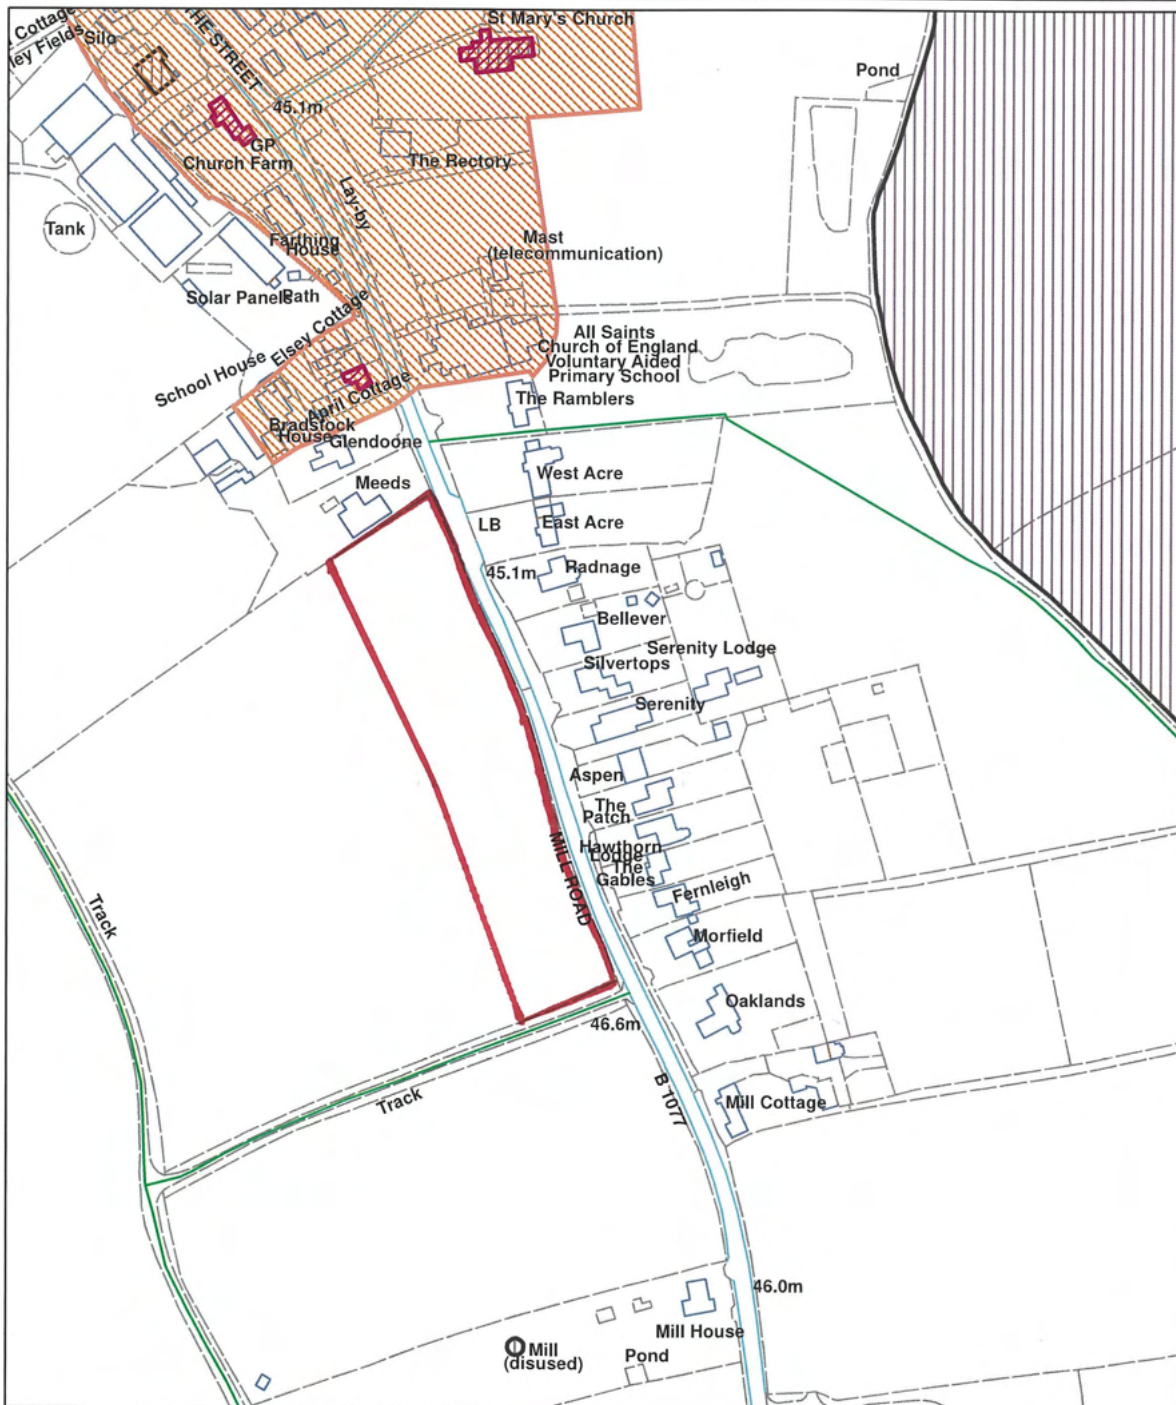 St Mary's Church
Cottage
ley Fields
Silo
THE STREET
Pond
45.1m
GP
Church Farm
The Rectory
Lay-by
Tank
Farthing
House
Mast
(telecommunication)
Solar Panels
Path
Elsey Cottage
School House
All Saints
Church of England
Voluntary Aided
Primary School
April Cottage
The Ramblers
Bradstock
House
Glendoone
West Acre
Meeds
LB
East Acre
45.1m
Radnage
Bellever
Serenity Lodge
Silvertops
Serenity
Aspen
The
Patch
MILL ROAD
Hawthorn
Lodge
The
Gables
Fernleigh
Track
Morfield
Oaklands
46.6m
Track
B 1077
Mill Cottage
46.0m
Mill House
Mill
(disused)
Pond